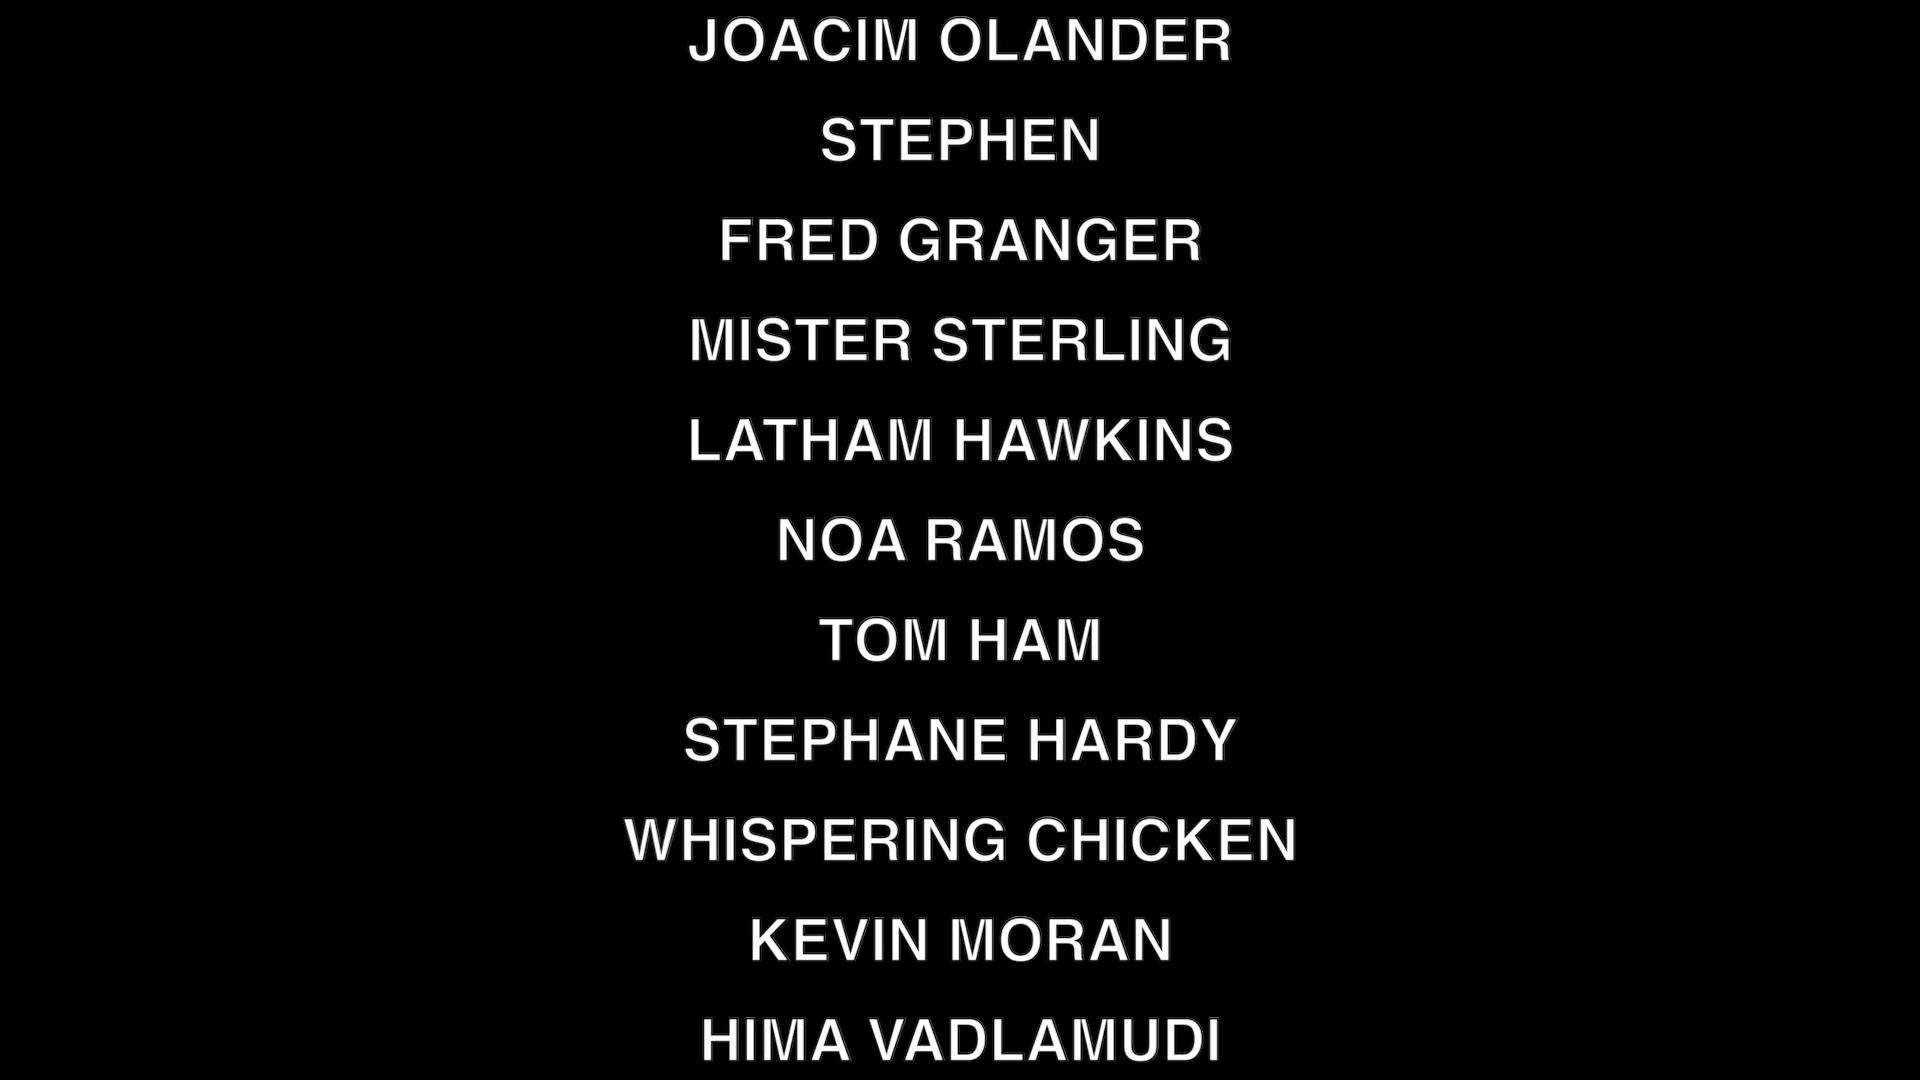 JOACIM OLANDER
STEPHEN
FRED GRANGER
MISTER STERLING
LATHAM HAWKINS
NOA RAMOS
TOM HAM
STEPHANE HARDY
WHISPERING CHICKEN
KEVIN MORAN
HIMA VADLAMUDI